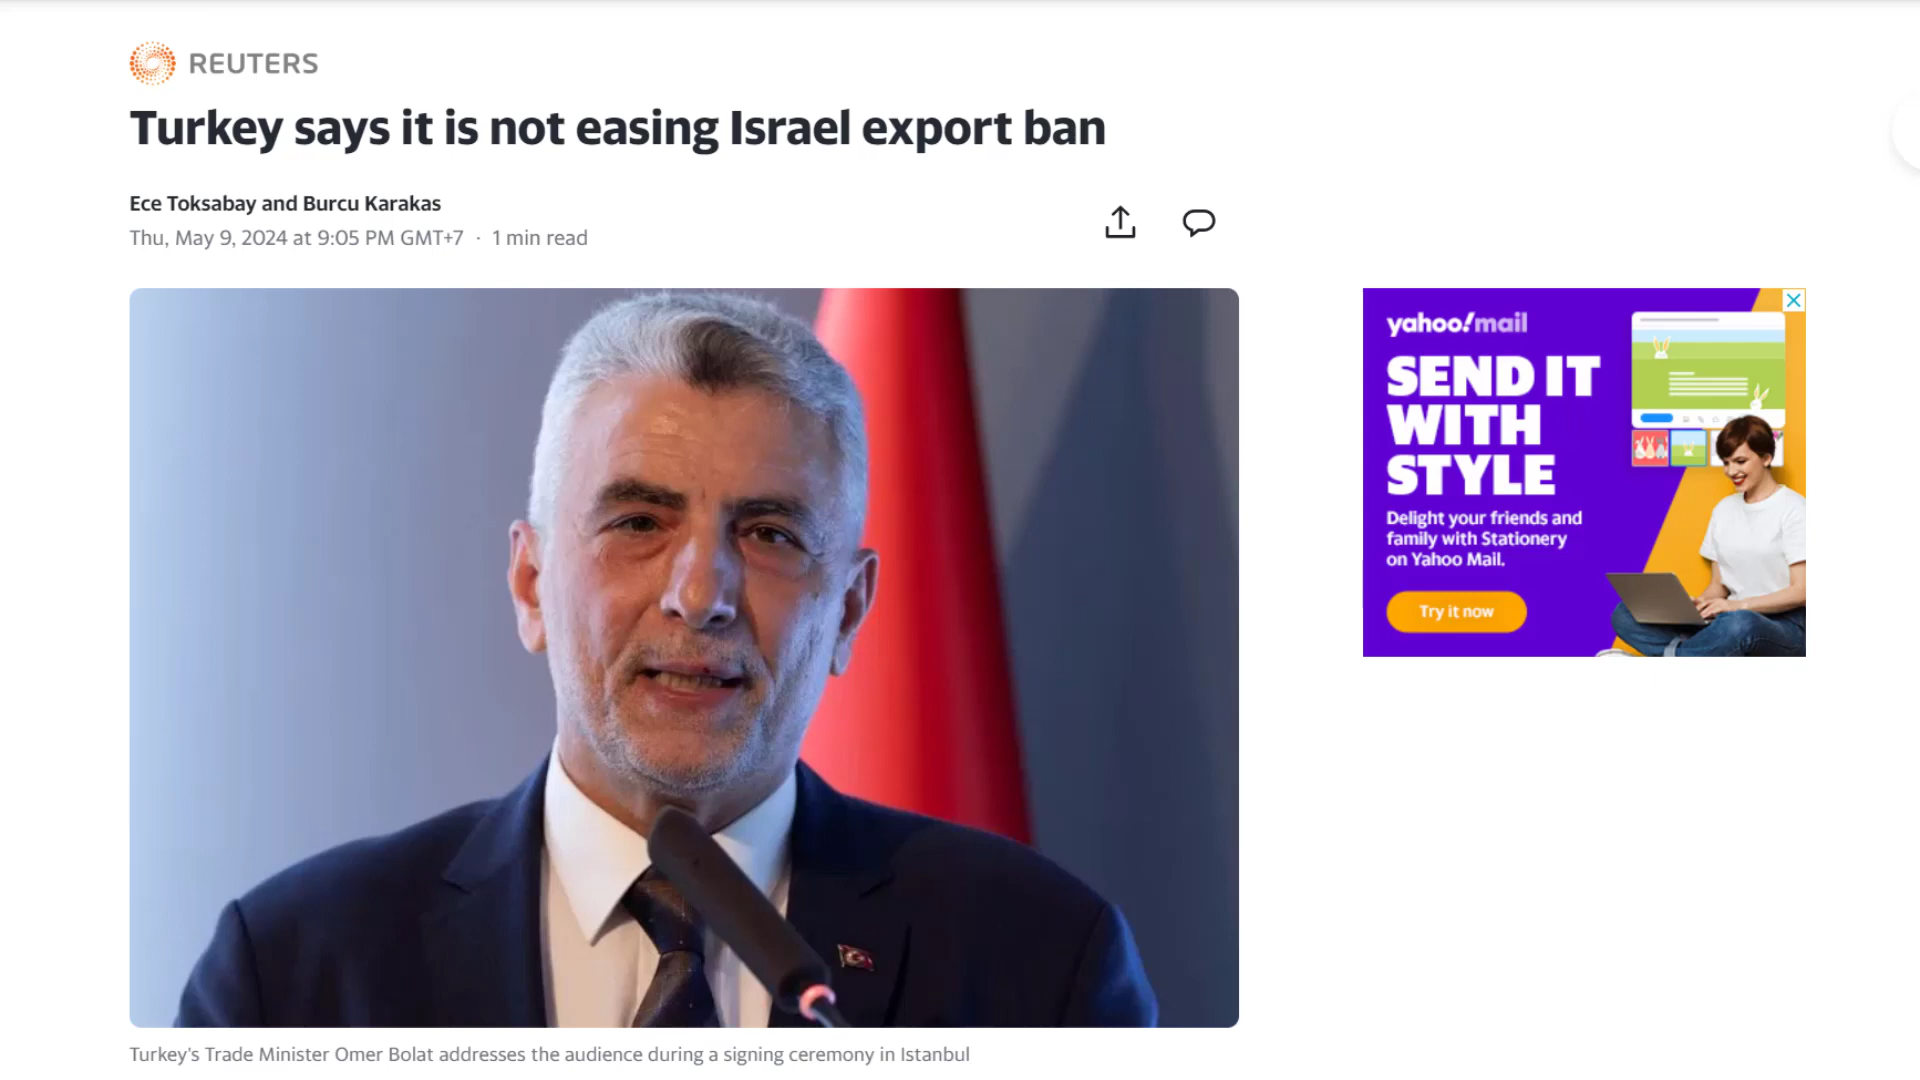 REUTERS
Turkey says it is not easing Israel export ban
Ece Toksabay and Burcu Karakas
Thu, May 9, 2024 at 9:05 PM GMT+7 · 1 min read
yahoo!mail
SEND IT
WITH
STYLE
Delight your friends and
family with Stationery
on Yahoo Mail.
Try it now
Turkey's Trade Minister Omer Bolat addresses the audience during a signing ceremony in Istanbul